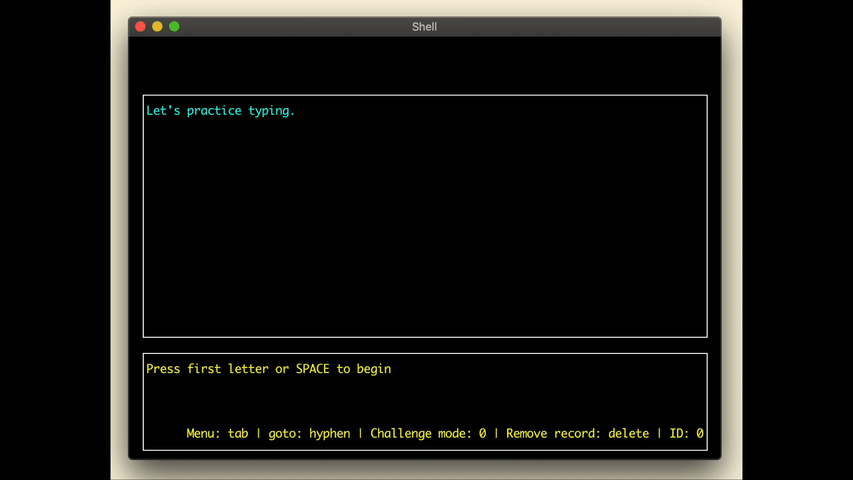 Shell
Let's practice typing.
Press first letter or SPACE to begin
Menu: tab | goto: hyphen | Challenge mode: 0 | Remove record: delete | ID: 0